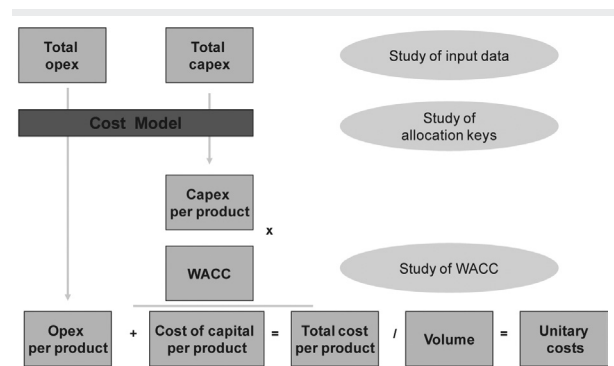 Total
opex
Total
capex
Study of input data
Cost Model
Study of
allocation keys
Capex
per product
x
WACC
Study of WACC
Opex
per product
+
Cost of capital
per product
=
Total cost
per product
/
Volume
=
Unitary
costs